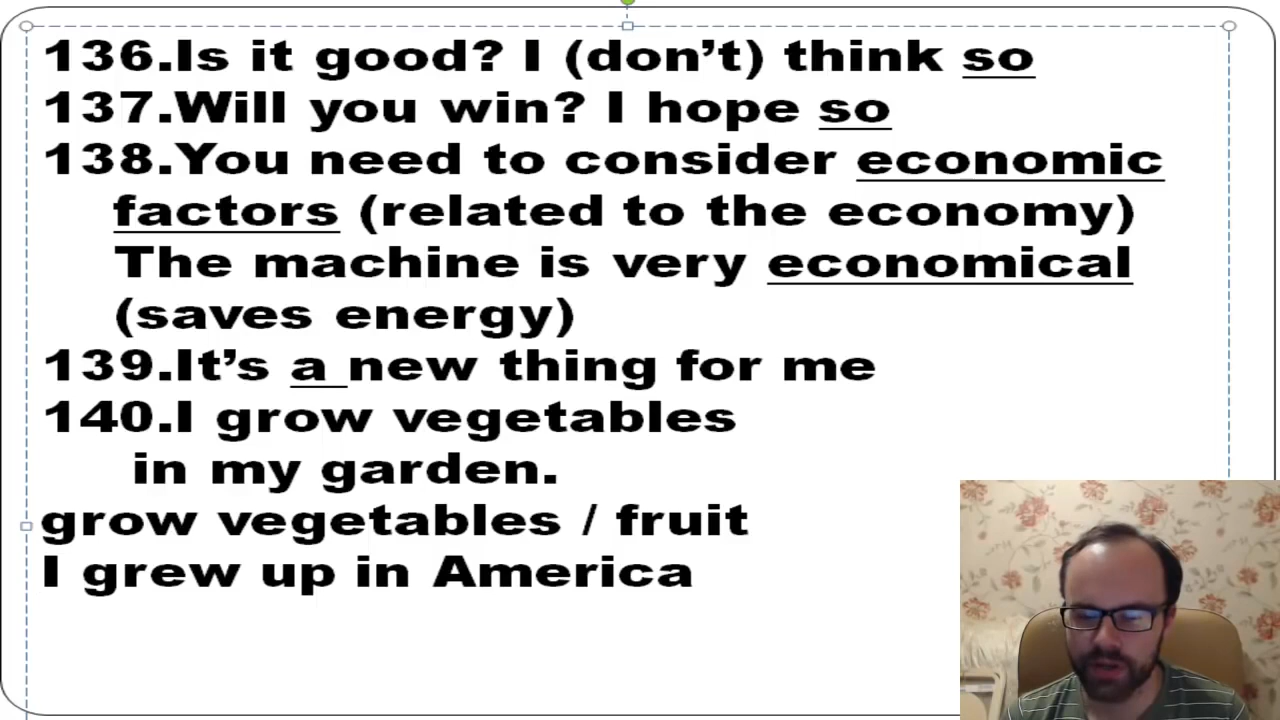 136.Is it good? I (don’t) think so
137.Will you win? I hope so
138.You need to consider economic
factors (related to the economy)
The machine is very economical
(saves energy)
139.It’s a new thing for me
140.I grow vegetables
in my garden.
grow vegetables / fruit
I grew up in America